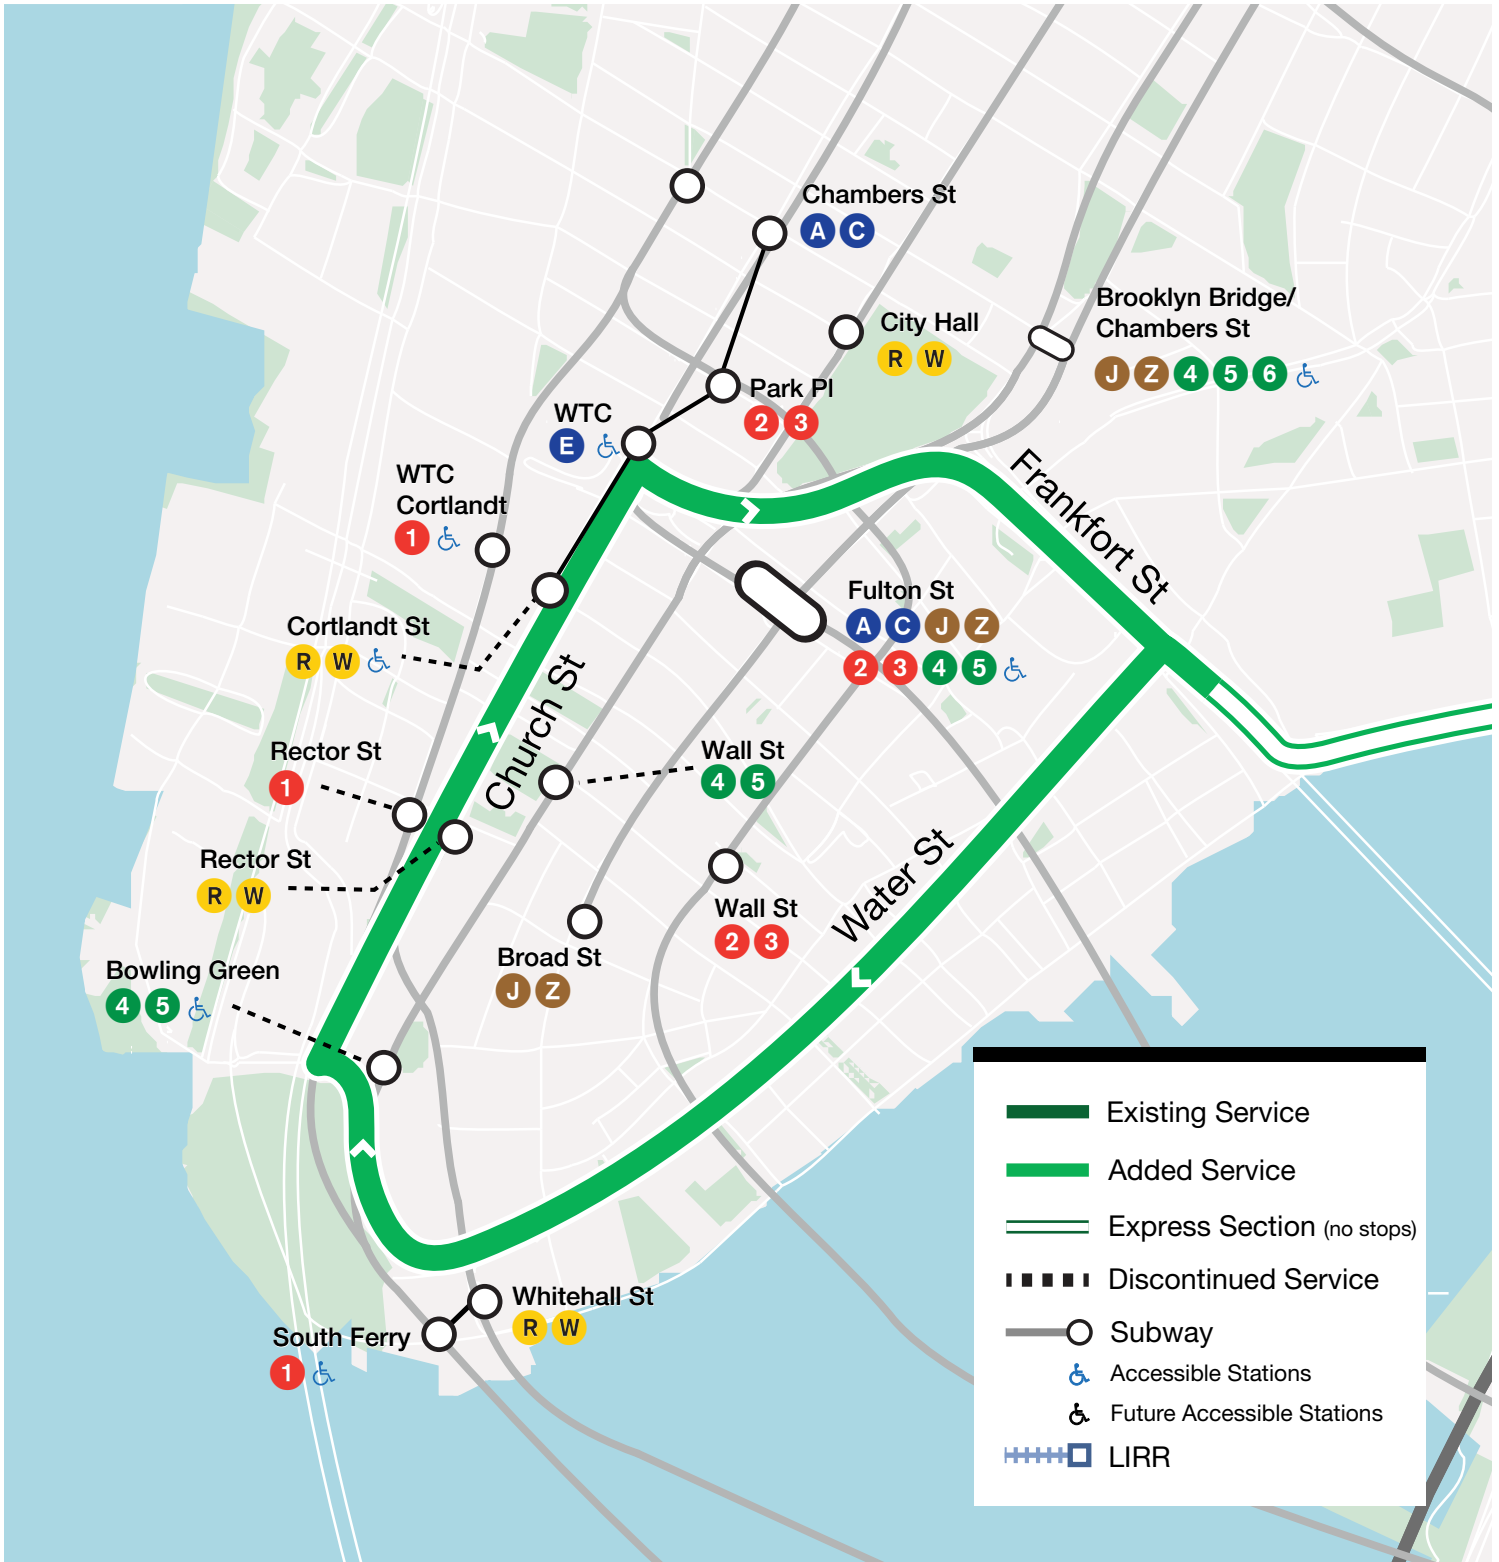 Chambers St
A C
City Hall
R W
Brooklyn Bridge/
Chambers St
J Z 4 5 6
Park Pl
2 3
WTC
E
WTC
Cortlandt
1
Frankfort St
Fulton St
A C J Z
2 3 4 5
Cortlandt St
R W
Church St
Rector St
1
Wall St
4 5
Rector St
R W
Water St
Wall St
2 3
Broad St
J Z
Bowling Green
4 5
Whitehall St
R W
South Ferry
1
Existing Service
Added Service
Express Section (no stops)
Discontinued Service
Subway
Accessible Stations
Future Accessible Stations
LIRR